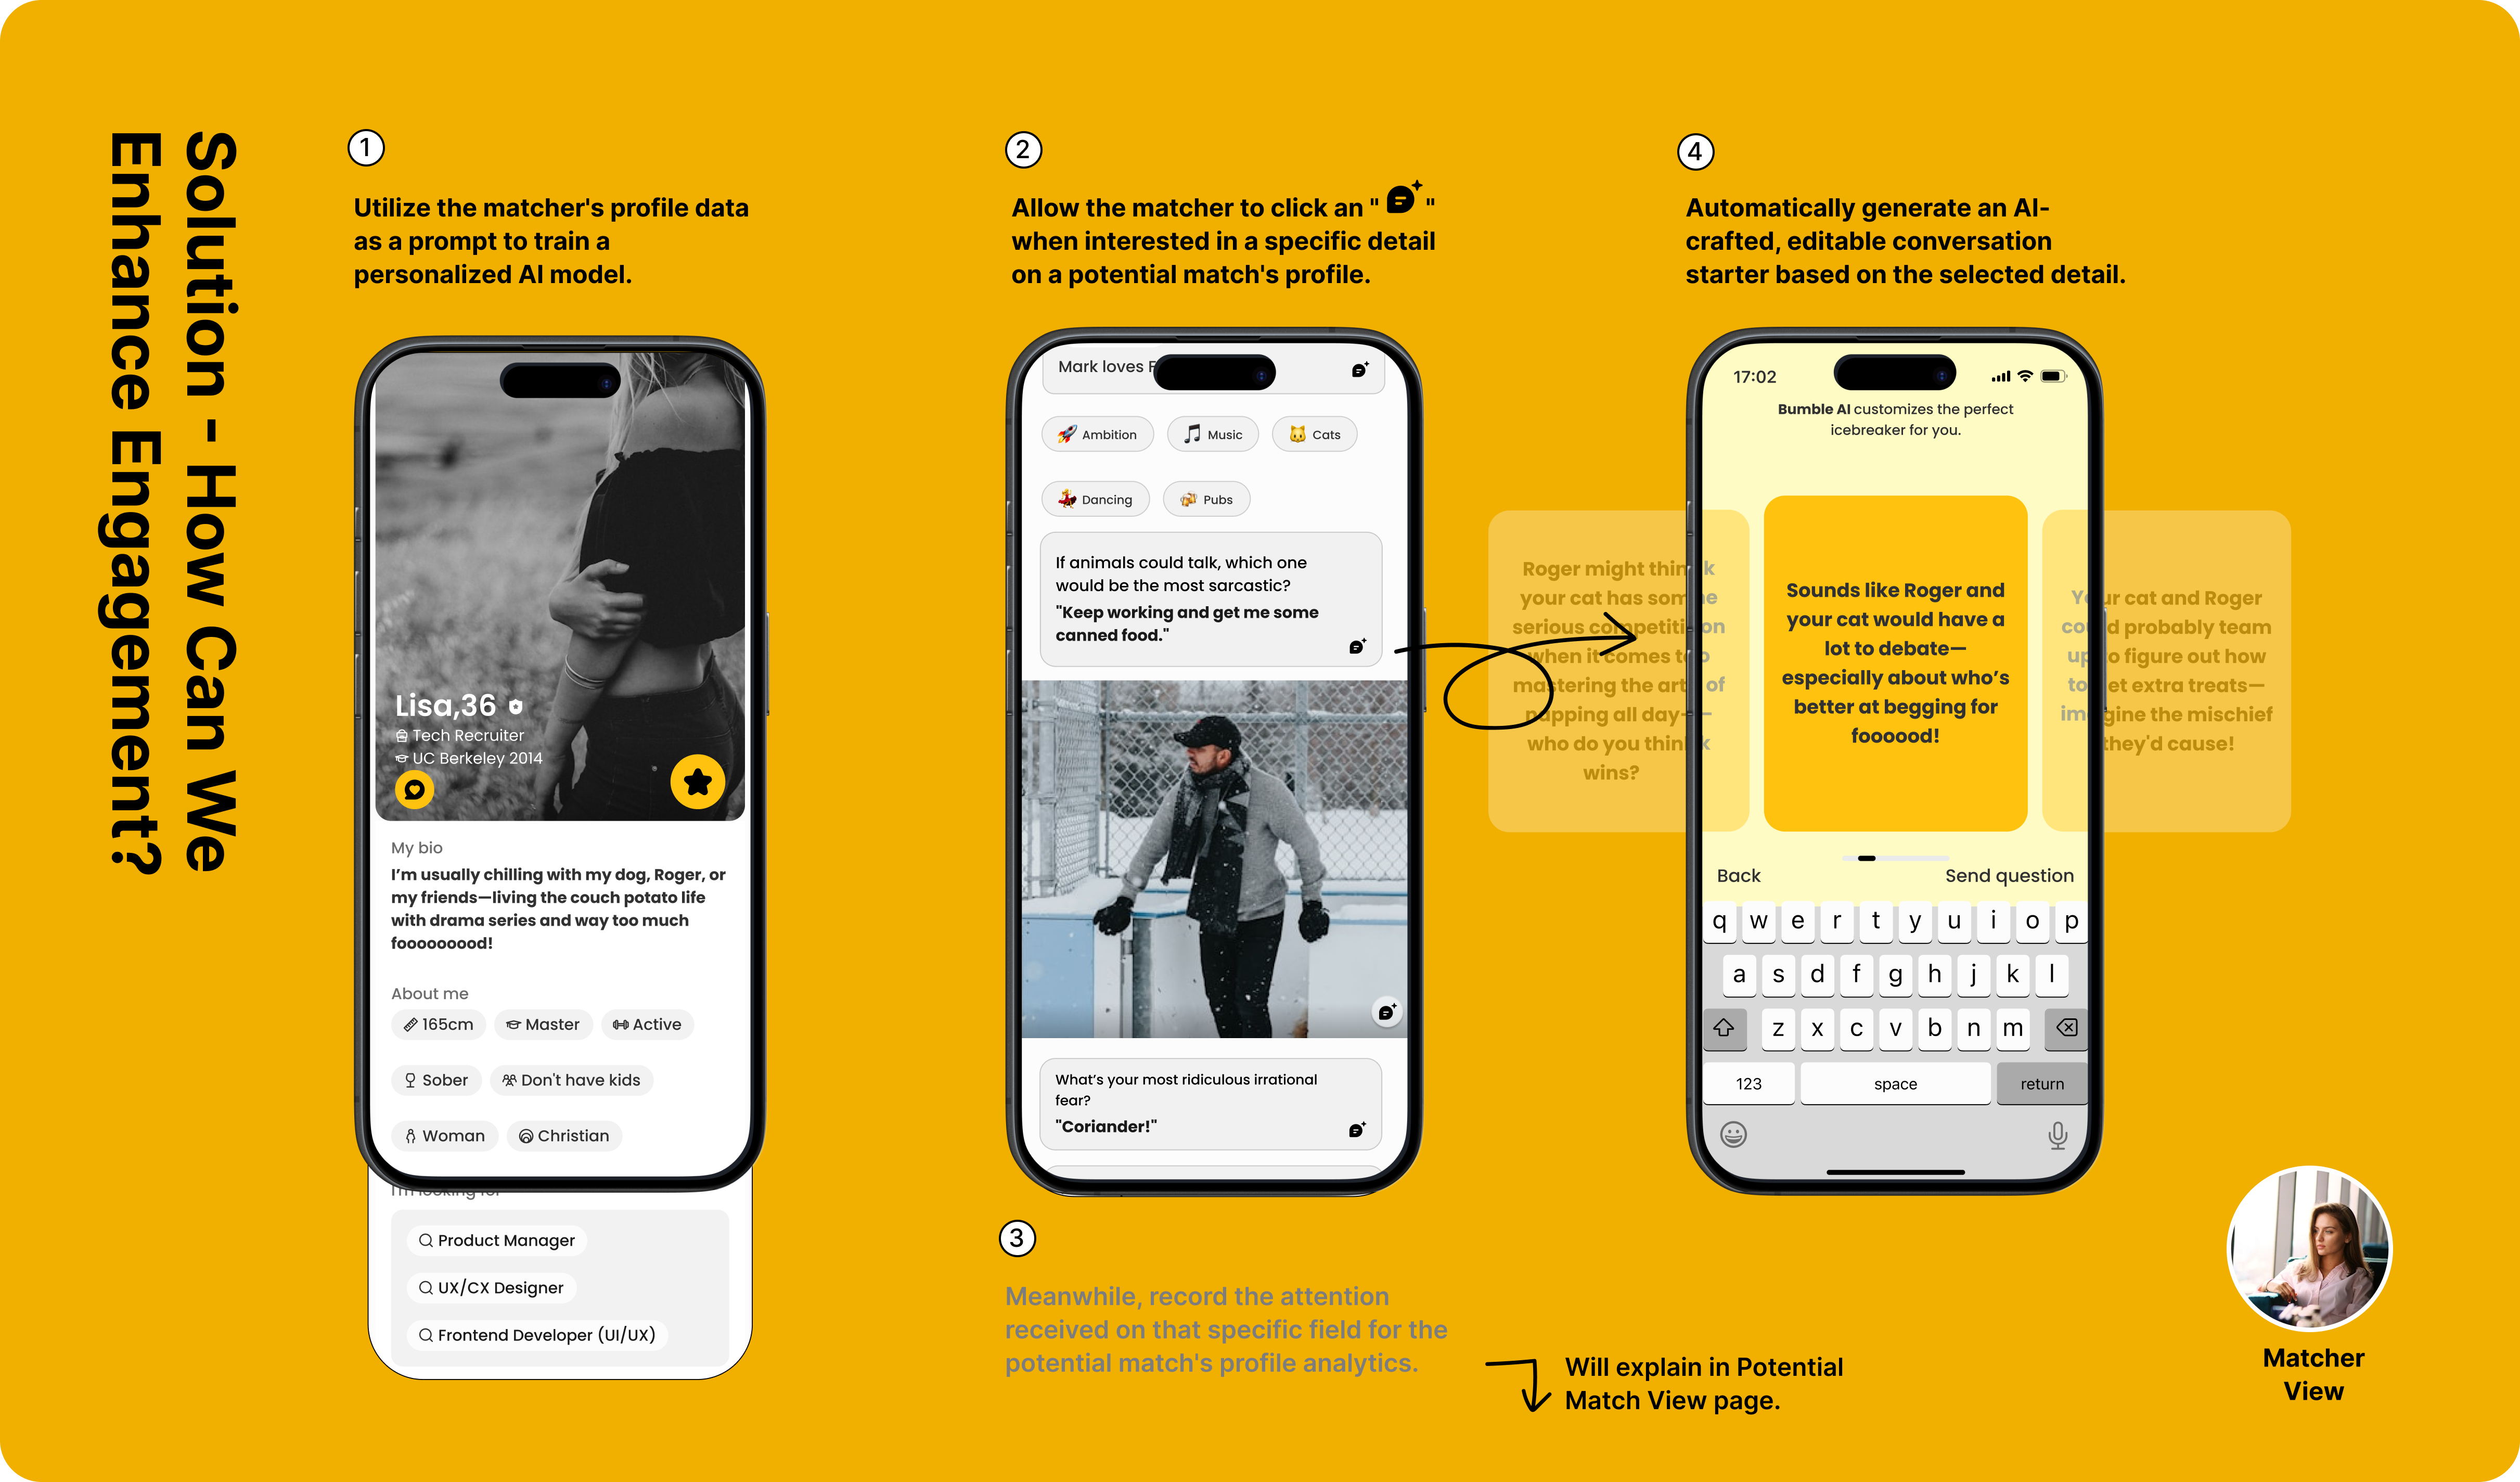 Solution - How Can We
Enhance Engagement?
1
Utilize the matcher's profile data
as a prompt to train a
personalized AI model.
Lisa,36
Tech Recruiter
UC Berkeley 2014
My bio
I'm usually chilling with my dog, Roger, or
my friends—living the couch potato life
with drama series and way too much
fooooooood!
About me
165cm
Master
Active
Sober
Don't have kids
Woman
Christian
I'm looking for
Product Manager
UX/CX Designer
Frontend Developer (UI/UX)
2
Allow the matcher to click an " "
when interested in a specific detail
on a potential match's profile.
Mark loves
Ambition
Music
Cats
Dancing
Pubs
If animals could talk, which one
would be the most sarcastic?
"Keep working and get me some
canned food."
What's your most ridiculous irrational
fear?
"Coriander!"
3
Meanwhile, record the attention
received on that specific field for the
potential match's profile analytics.
Will explain in Potential
Match View page.
4
Automatically generate an AI-
crafted, editable conversation
starter based on the selected detail.
17:02
Bumble AI customizes the perfect
icebreaker for you.
Roger might think
your cat has some
serious competition
when it comes to
mastering the art of
napping all day—
who do you think
wins?
Sounds like Roger and
your cat would have a
lot to debate—
especially about who's
better at begging for
foooood!
Your cat and Roger
could probably team
up to figure out how
to get extra treats—
imagine the mischief
they'd cause!
Back
Send question
q w e r t y u i o p
a s d f g h j k l
z x c v b n m
123
space
return
Matcher
View